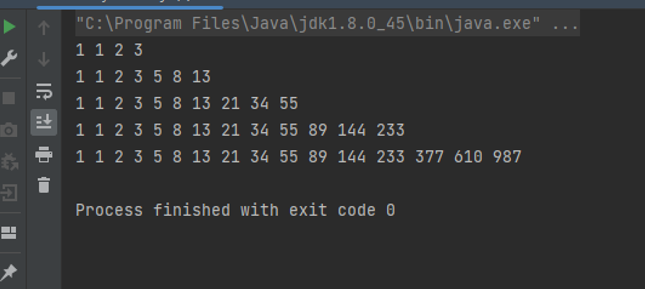 "C:\Program Files\Java\jdk1.8.0_45\bin\java.exe" ...
1 1 2 3
1 1 2 3 5 8 13
1 1 2 3 5 8 13 21 34 55
1 1 2 3 5 8 13 21 34 55 89 144 233
1 1 2 3 5 8 13 21 34 55 89 144 233 377 610 987
Process finished with exit code 0